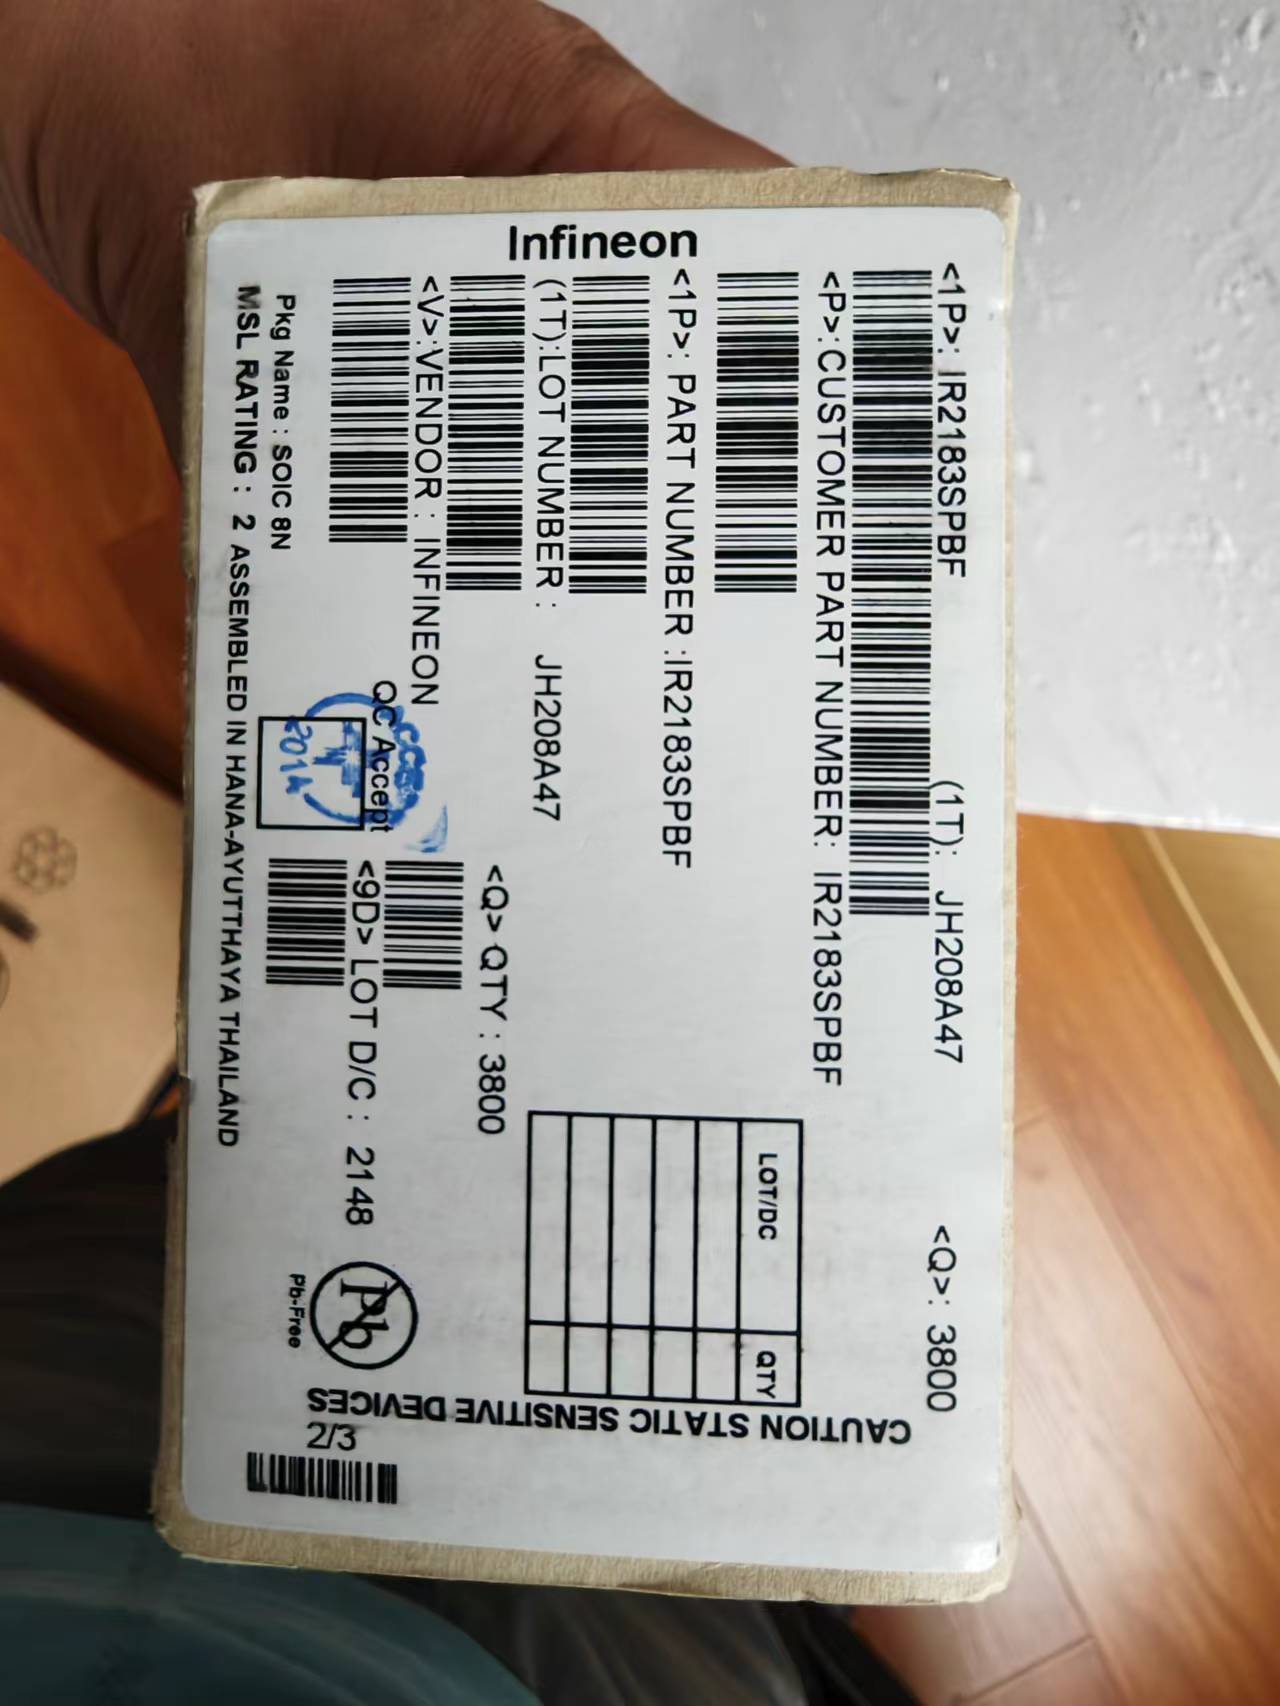 Infineon
<1P>: IR2183SPBF (1T): JH208A47 <Q>: 3800
<P>:CUSTOMER PART NUMBER: IR2183SPBF
<1P>: PART NUMBER :IR2183SPBF
(1T):LOT NUMBER : JH208A47
<Q> QTY : 3800
<V>:VENDOR : INFINEON
QC Accept
<9D> LOT D/C : 2148
Pkg Name : SOIC 8N
MSL RATING : 2 ASSEMBLED IN HANA-AYUTTHAYA THAILAND
LOT/DC QTY
Pb
Pb-Free
CAUTION STATIC SENSITIVE DEVICES
2/3